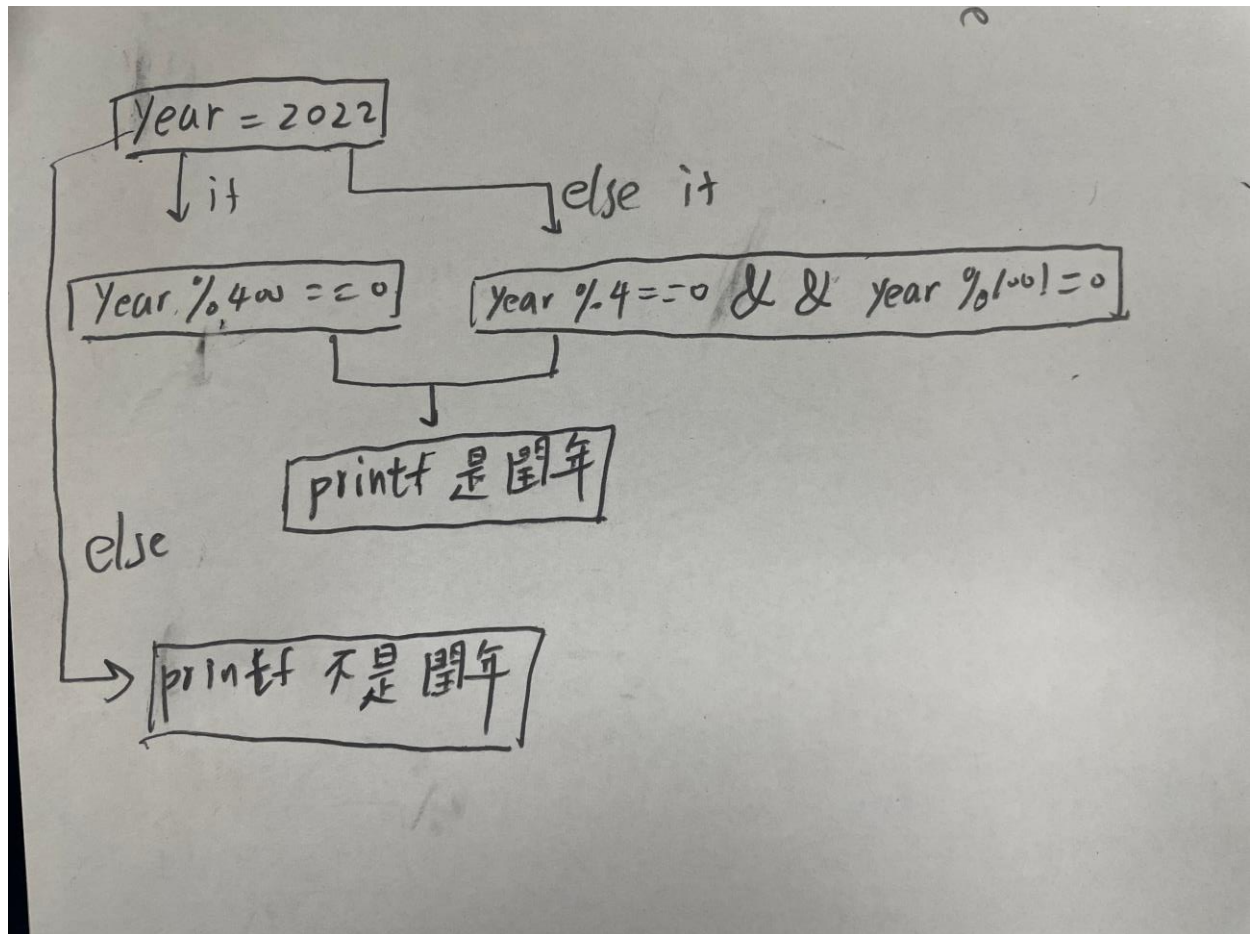 year = 2022
if
else if
year % 400 == 0
year % 4 == 0 && year % 100 != 0
printf 是閏年
else
printf 不是閏年